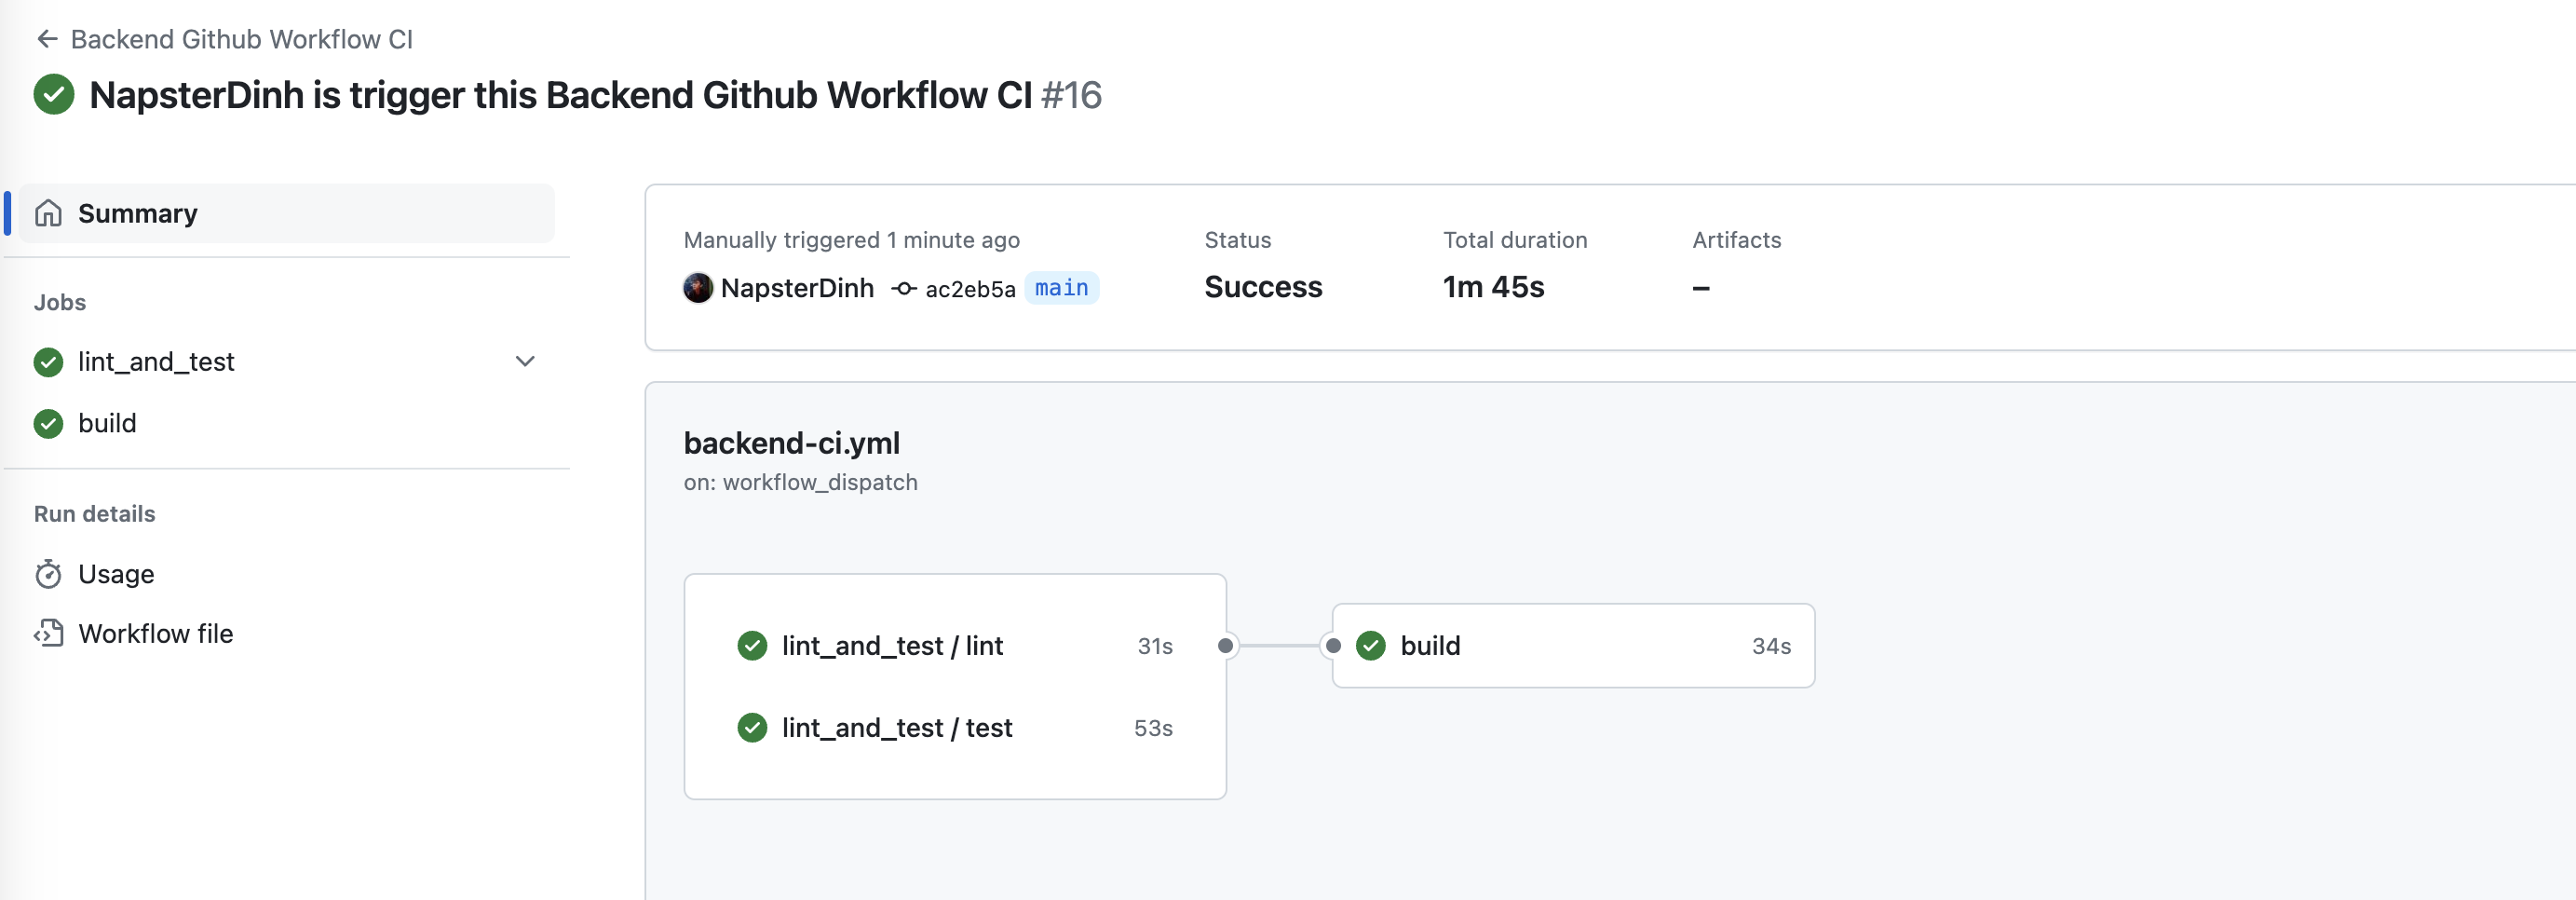 Backend Github Workflow CI
NapsterDinh is trigger this Backend Github Workflow CI #16
Summary
Jobs
lint_and_test
build
Run details
Usage
Workflow file
Manually triggered 1 minute ago
NapsterDinh ac2eb5a main
Status
Success
Total duration
1m 45s
Artifacts
–
backend-ci.yml
on: workflow_dispatch
lint_and_test / lint 31s
lint_and_test / test 53s
build 34s